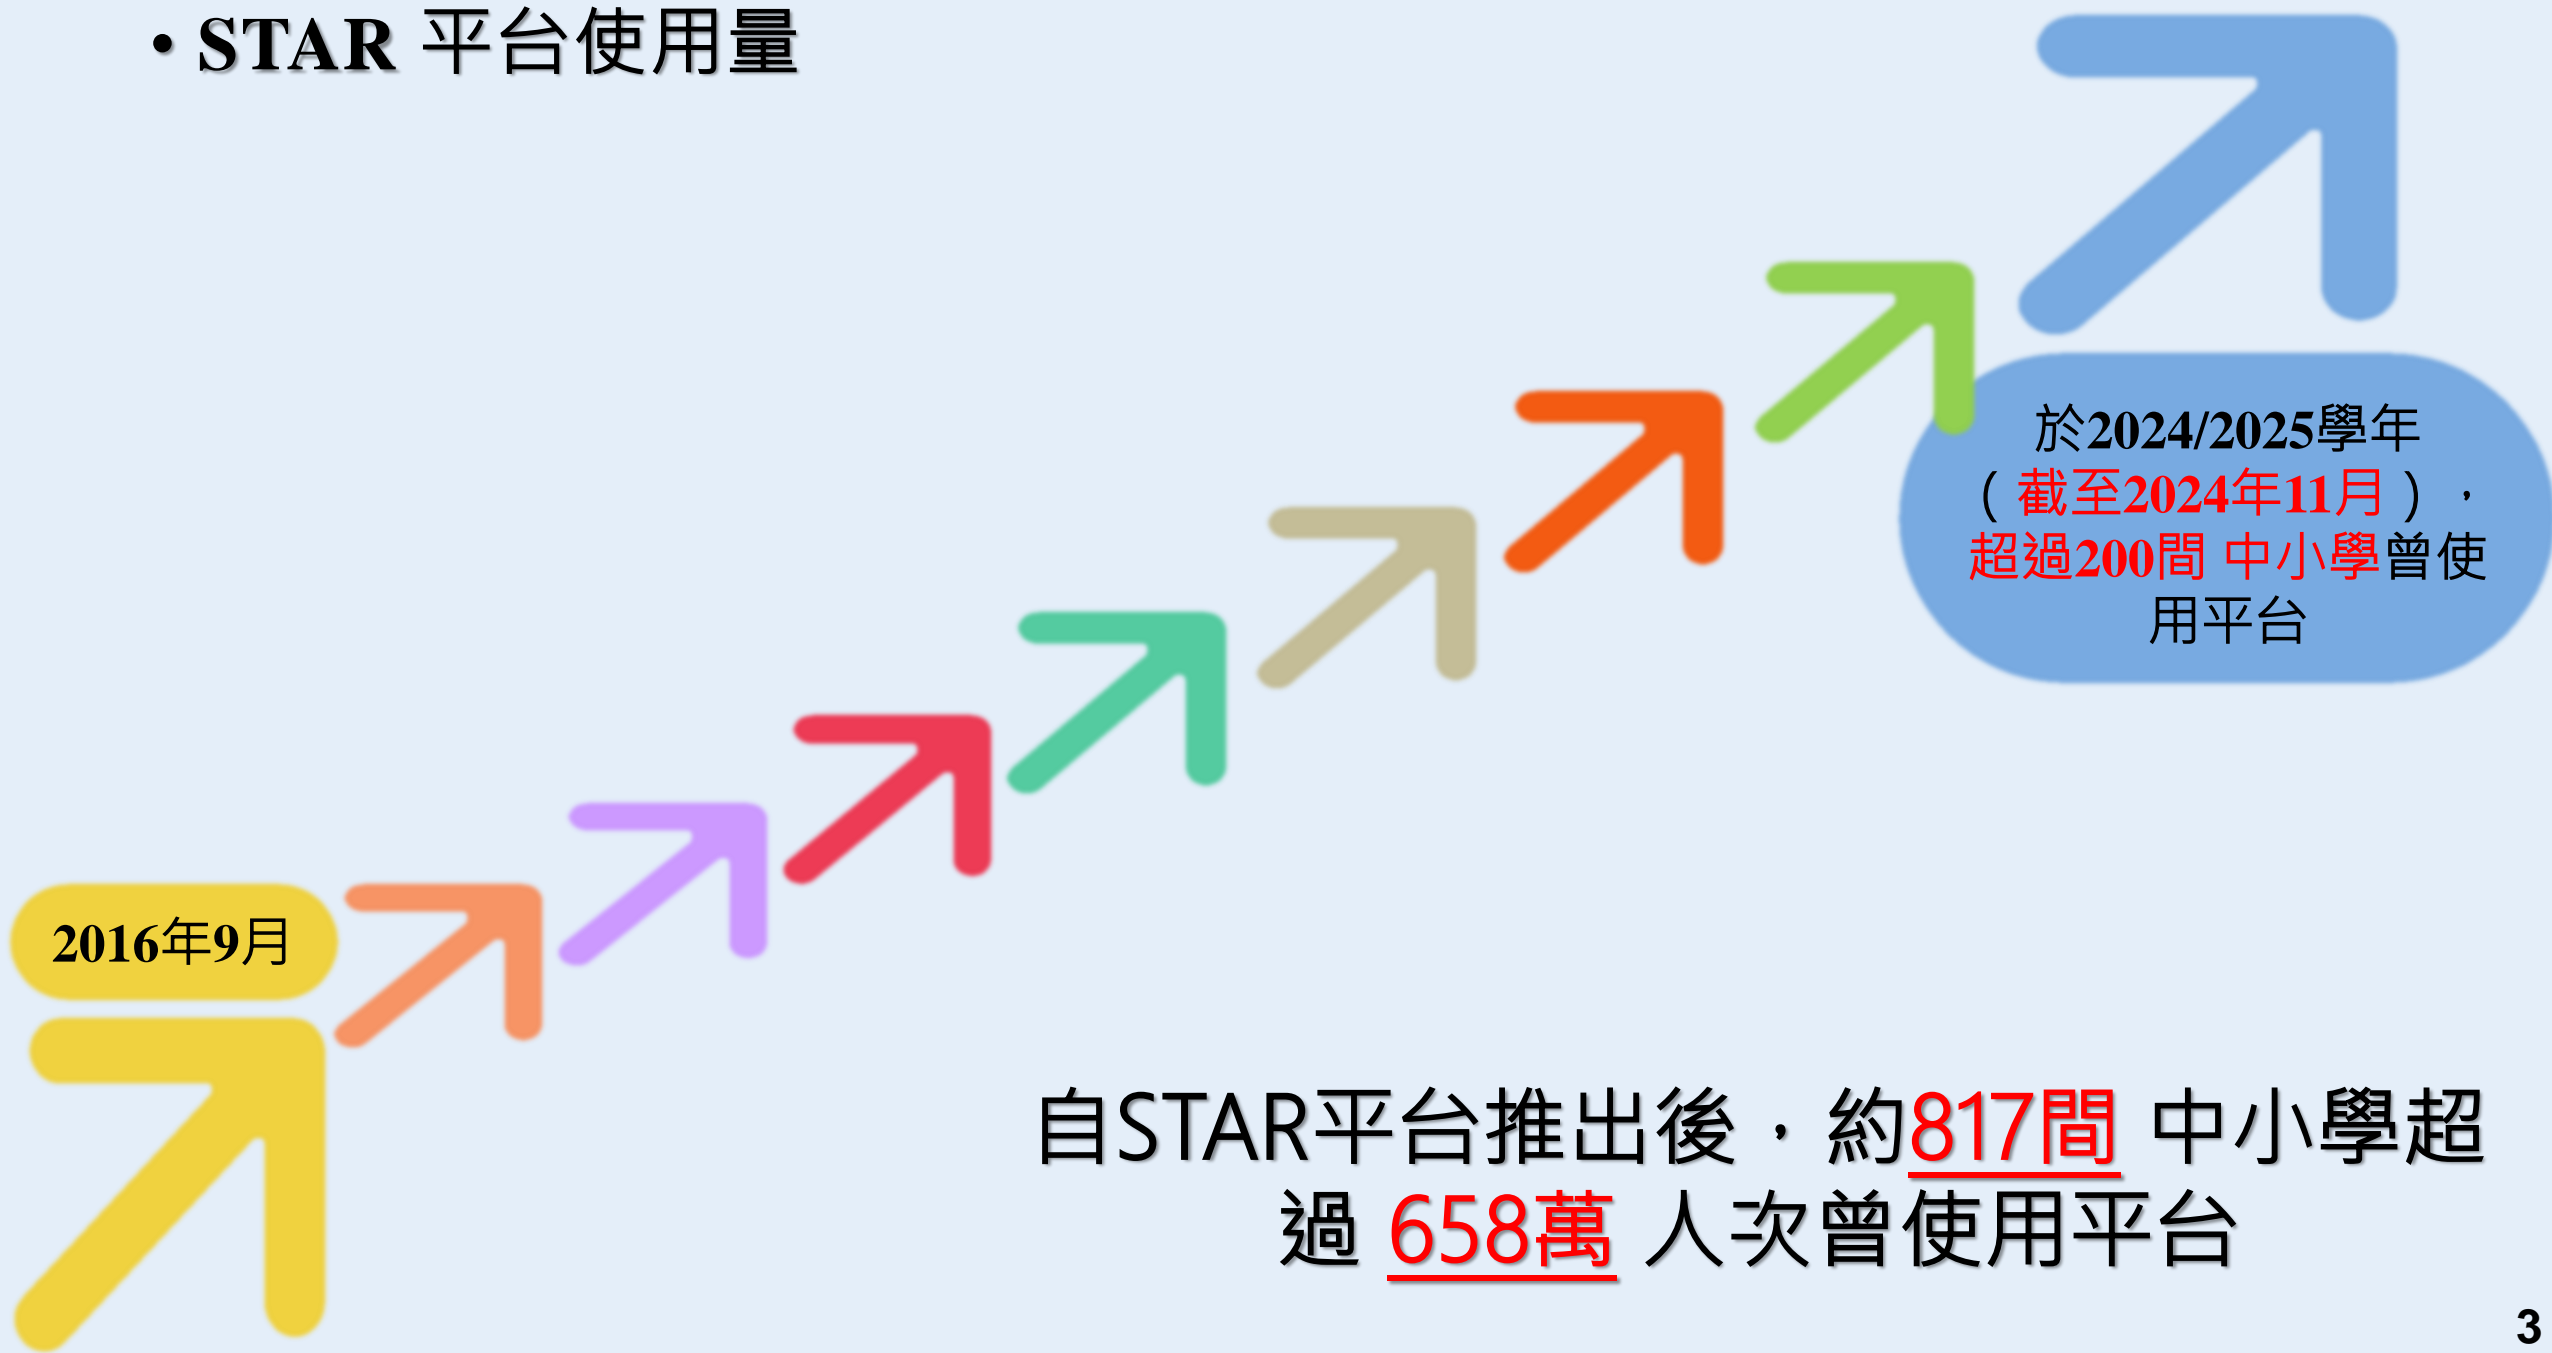 • STAR 平台使用量
於2024/2025學年
（截至2024年11月），
超過200間 中小學曾使
用平台
2016年9月
自STAR平台推出後，約817間 中小學超
過 658萬 人次曾使用平台
3